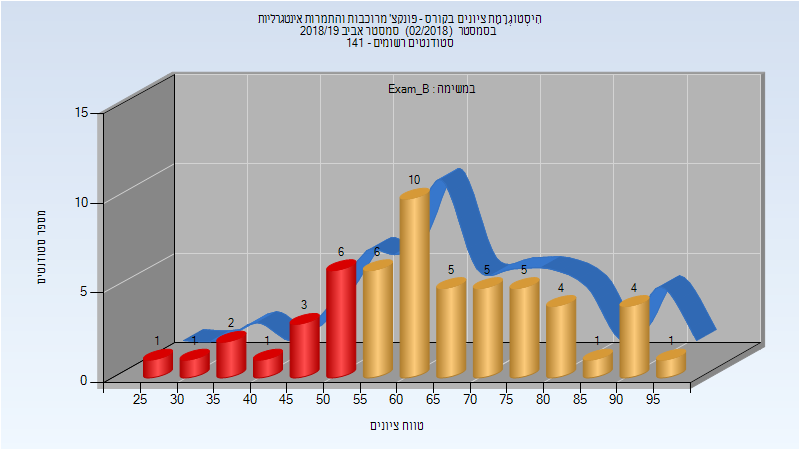 היסטוגרמת ציונים בקורס - פונקצ' מרוכבות והתמרות אינטגרליות
בסמסטר (02/2018) סמסטר אביב 2018/19
סטודנטים רשומים - 141
במשימה : Exam_B
מספר סטודנטים
15
10
5
0
1
1
2
1
3
6
6
10
5
5
5
4
1
4
1
25 30 35 40 45 50 55 60 65 70 75 80 85 90 95
טווח ציונים